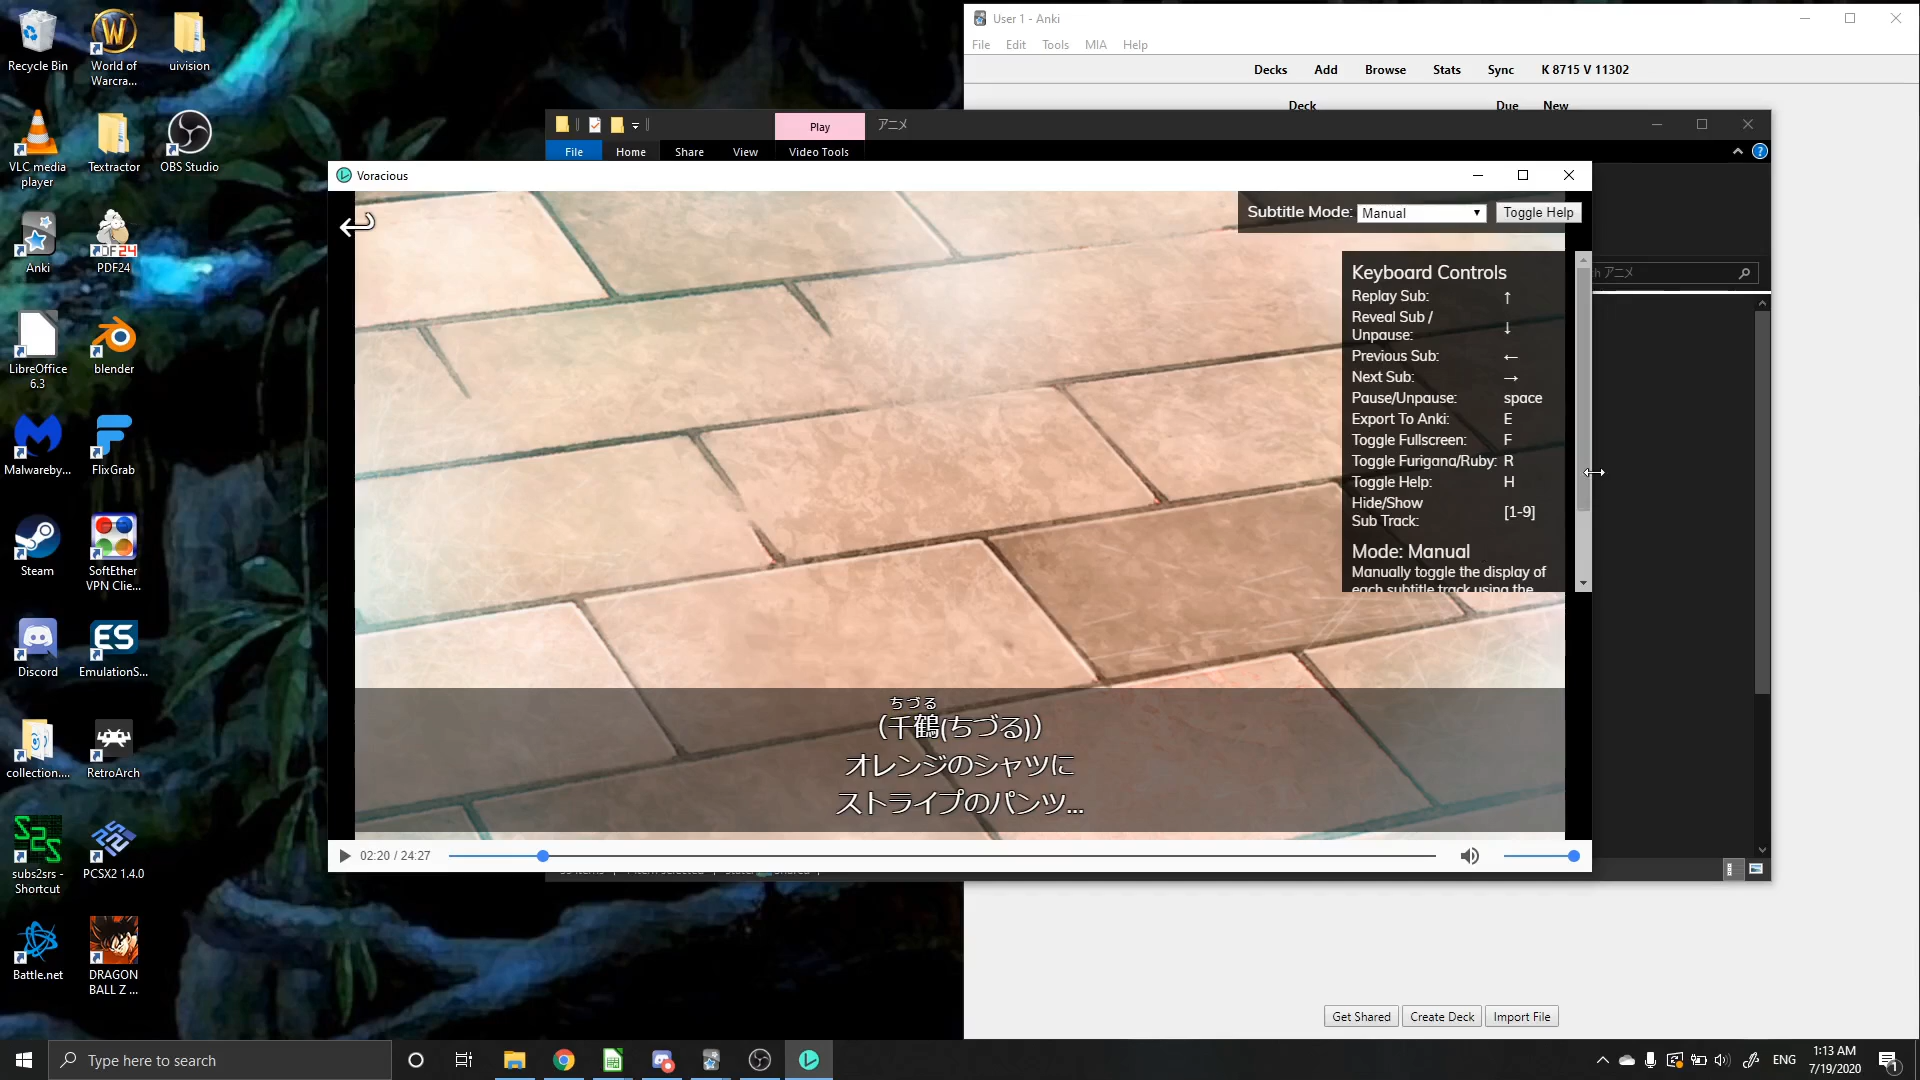 Recycle Bin
World of
Warcra...
uivision
VLC media
player
Textractor
OBS Studio
Anki
PDF24
LibreOffice
6.3
blender
Malwareby...
FlixGrab
Steam
SoftEther
VPN Clie...
Discord
EmulationS...
collection....
RetroArch
subs2srs -
Shortcut
PCSX2 1.4.0
Battle.net
DRAGON
BALL Z ...
User 1 - Anki
File Edit Tools MIA Help
Decks Add Browse Stats Sync K 8715 V 11302
Deck Due New
Play アニメ
File Home Share View Video Tools
Voracious
Subtitle Mode: Manual Toggle Help
アニメ
Keyboard Controls
Replay Sub: ↑
Reveal Sub /
Unpause: ↓
Previous Sub: ←
Next Sub: →
Pause/Unpause: space
Export To Anki: E
Toggle Fullscreen: F
Toggle Furigana/Ruby: R
Toggle Help: H
Hide/Show
Sub Track: [1-9]
Mode: Manual
Manually toggle the display of
each subtitle track using the
ちづる
(千鶴(ちづる))
オレンジのシャツに
ストライプのパンツ…
02:20 / 24:27
Get Shared Create Deck Import File
Type here to search
ENG
1:13 AM
7/19/2020